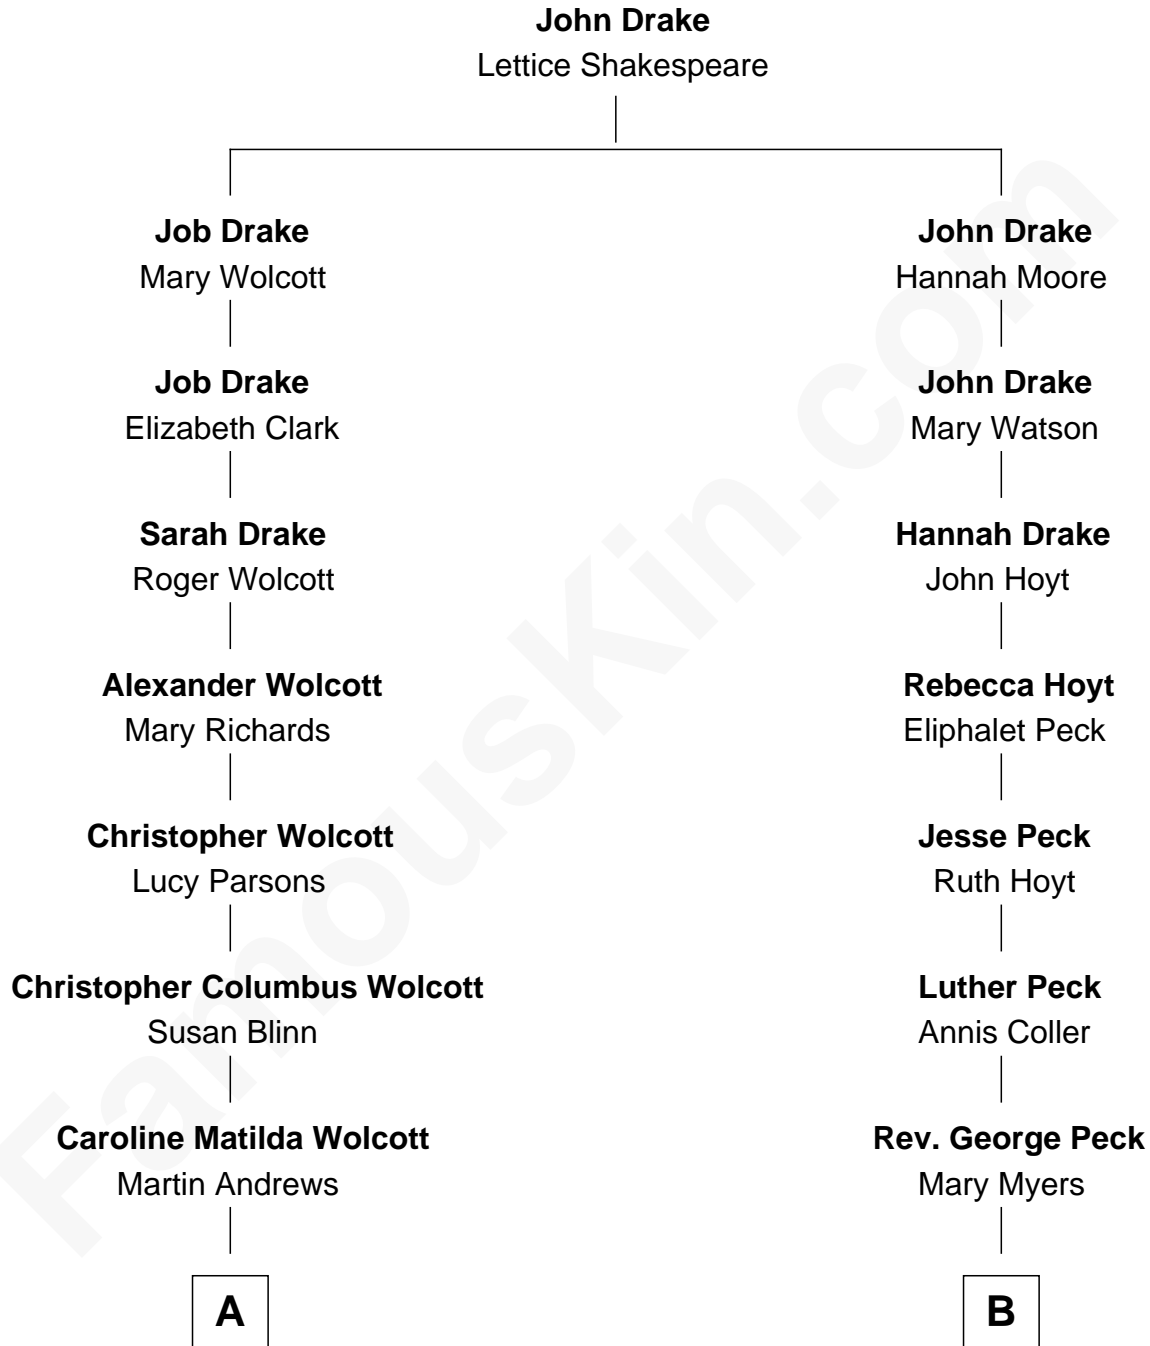 John Drake
Lettice Shakespeare
Job Drake
Mary Wolcott
John Drake
Hannah Moore
Job Drake
Elizabeth Clark
John Drake
Mary Watson
Sarah Drake
Roger Wolcott
Hannah Drake
John Hoyt
Alexander Wolcott
Mary Richards
Rebecca Hoyt
Eliphalet Peck
Christopher Wolcott
Lucy Parsons
Jesse Peck
Ruth Hoyt
Christopher Columbus Wolcott
Susan Blinn
Luther Peck
Annis Coller
Caroline Matilda Wolcott
Martin Andrews
Rev. George Peck
Mary Myers
A
B
FamousKin.com